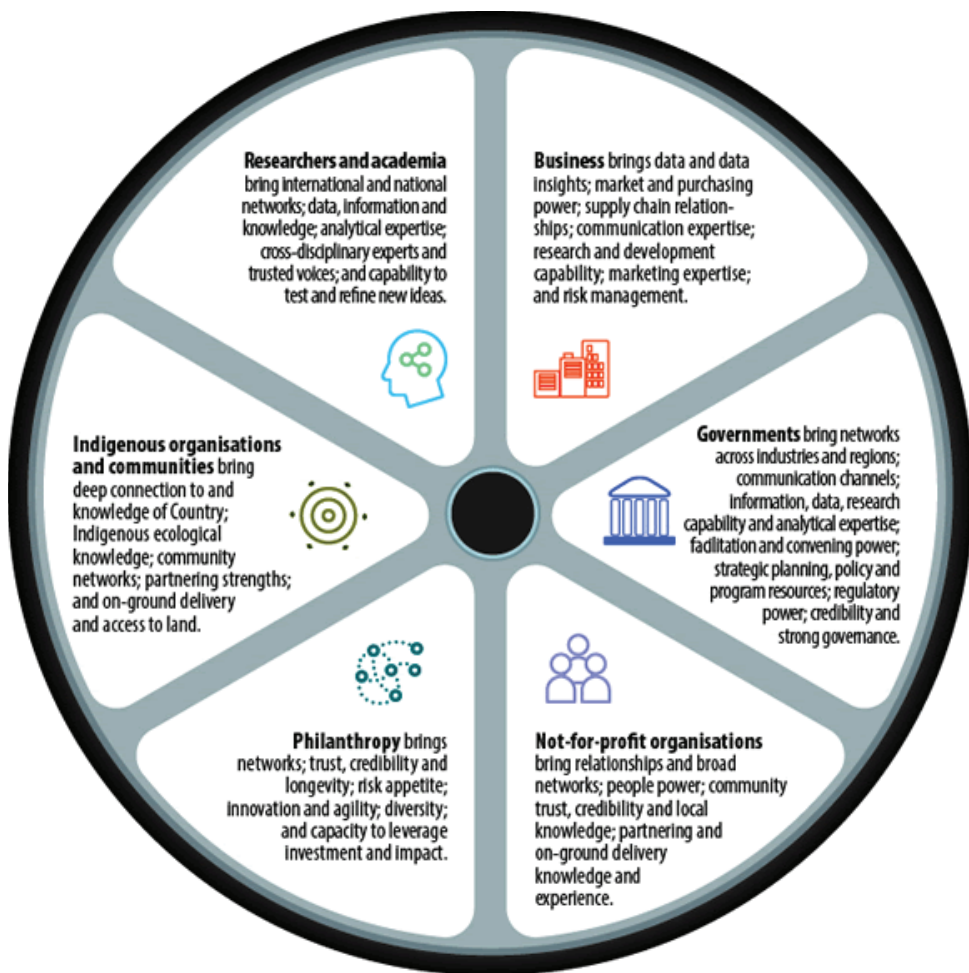 Researchers and academia
bring international and national
networks; data, information and
knowledge; analytical expertise;
cross-disciplinary experts and
trusted voices; and capability to
test and refine new ideas.
Business brings data and data
insights; market and purchasing
power; supply chain relation-
ships; communication expertise;
research and development
capability; marketing expertise;
and risk management.
Indigenous organisations
and communities bring
deep connection to and
knowledge of Country;
Indigenous ecological
knowledge; community
networks; partnering strengths;
and on-ground delivery
and access to land.
Governments bring networks
across industries and regions;
communication channels;
information, data, research
capability and analytical expertise;
facilitation and convening power;
strategic planning, policy and
program resources; regulatory
power; credibility and
strong governance.
Philanthropy brings
networks; trust, credibility and
longevity; risk appetite;
innovation and agility; diversity;
and capacity to leverage
investment and impact.
Not-for-profit organisations
bring relationships and broad
networks; people power; community
trust, credibility and local
knowledge; partnering and
on-ground delivery
knowledge and
experience.